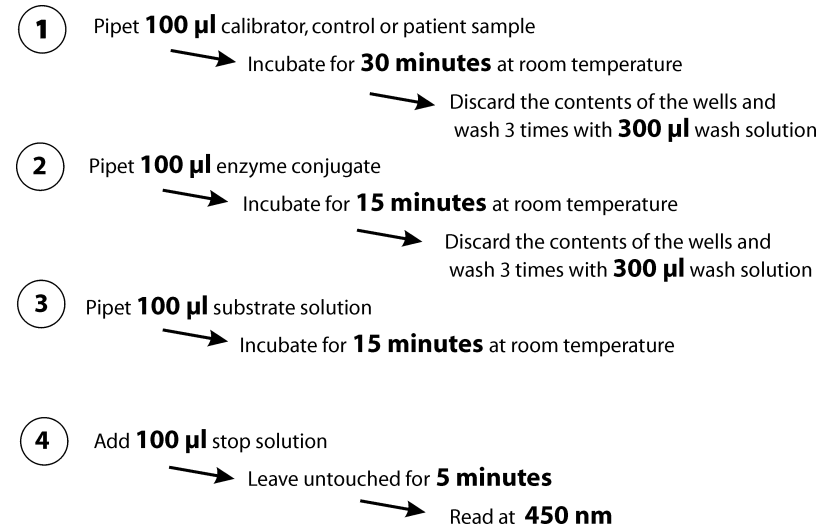 1 Pipet 100 µl calibrator, control or patient sample
Incubate for 30 minutes at room temperature
Discard the contents of the wells and
wash 3 times with 300 µl wash solution
2 Pipet 100 µl enzyme conjugate
Incubate for 15 minutes at room temperature
Discard the contents of the wells and
wash 3 times with 300 µl wash solution
3 Pipet 100 µl substrate solution
Incubate for 15 minutes at room temperature
4 Add 100 µl stop solution
Leave untouched for 5 minutes
Read at 450 nm